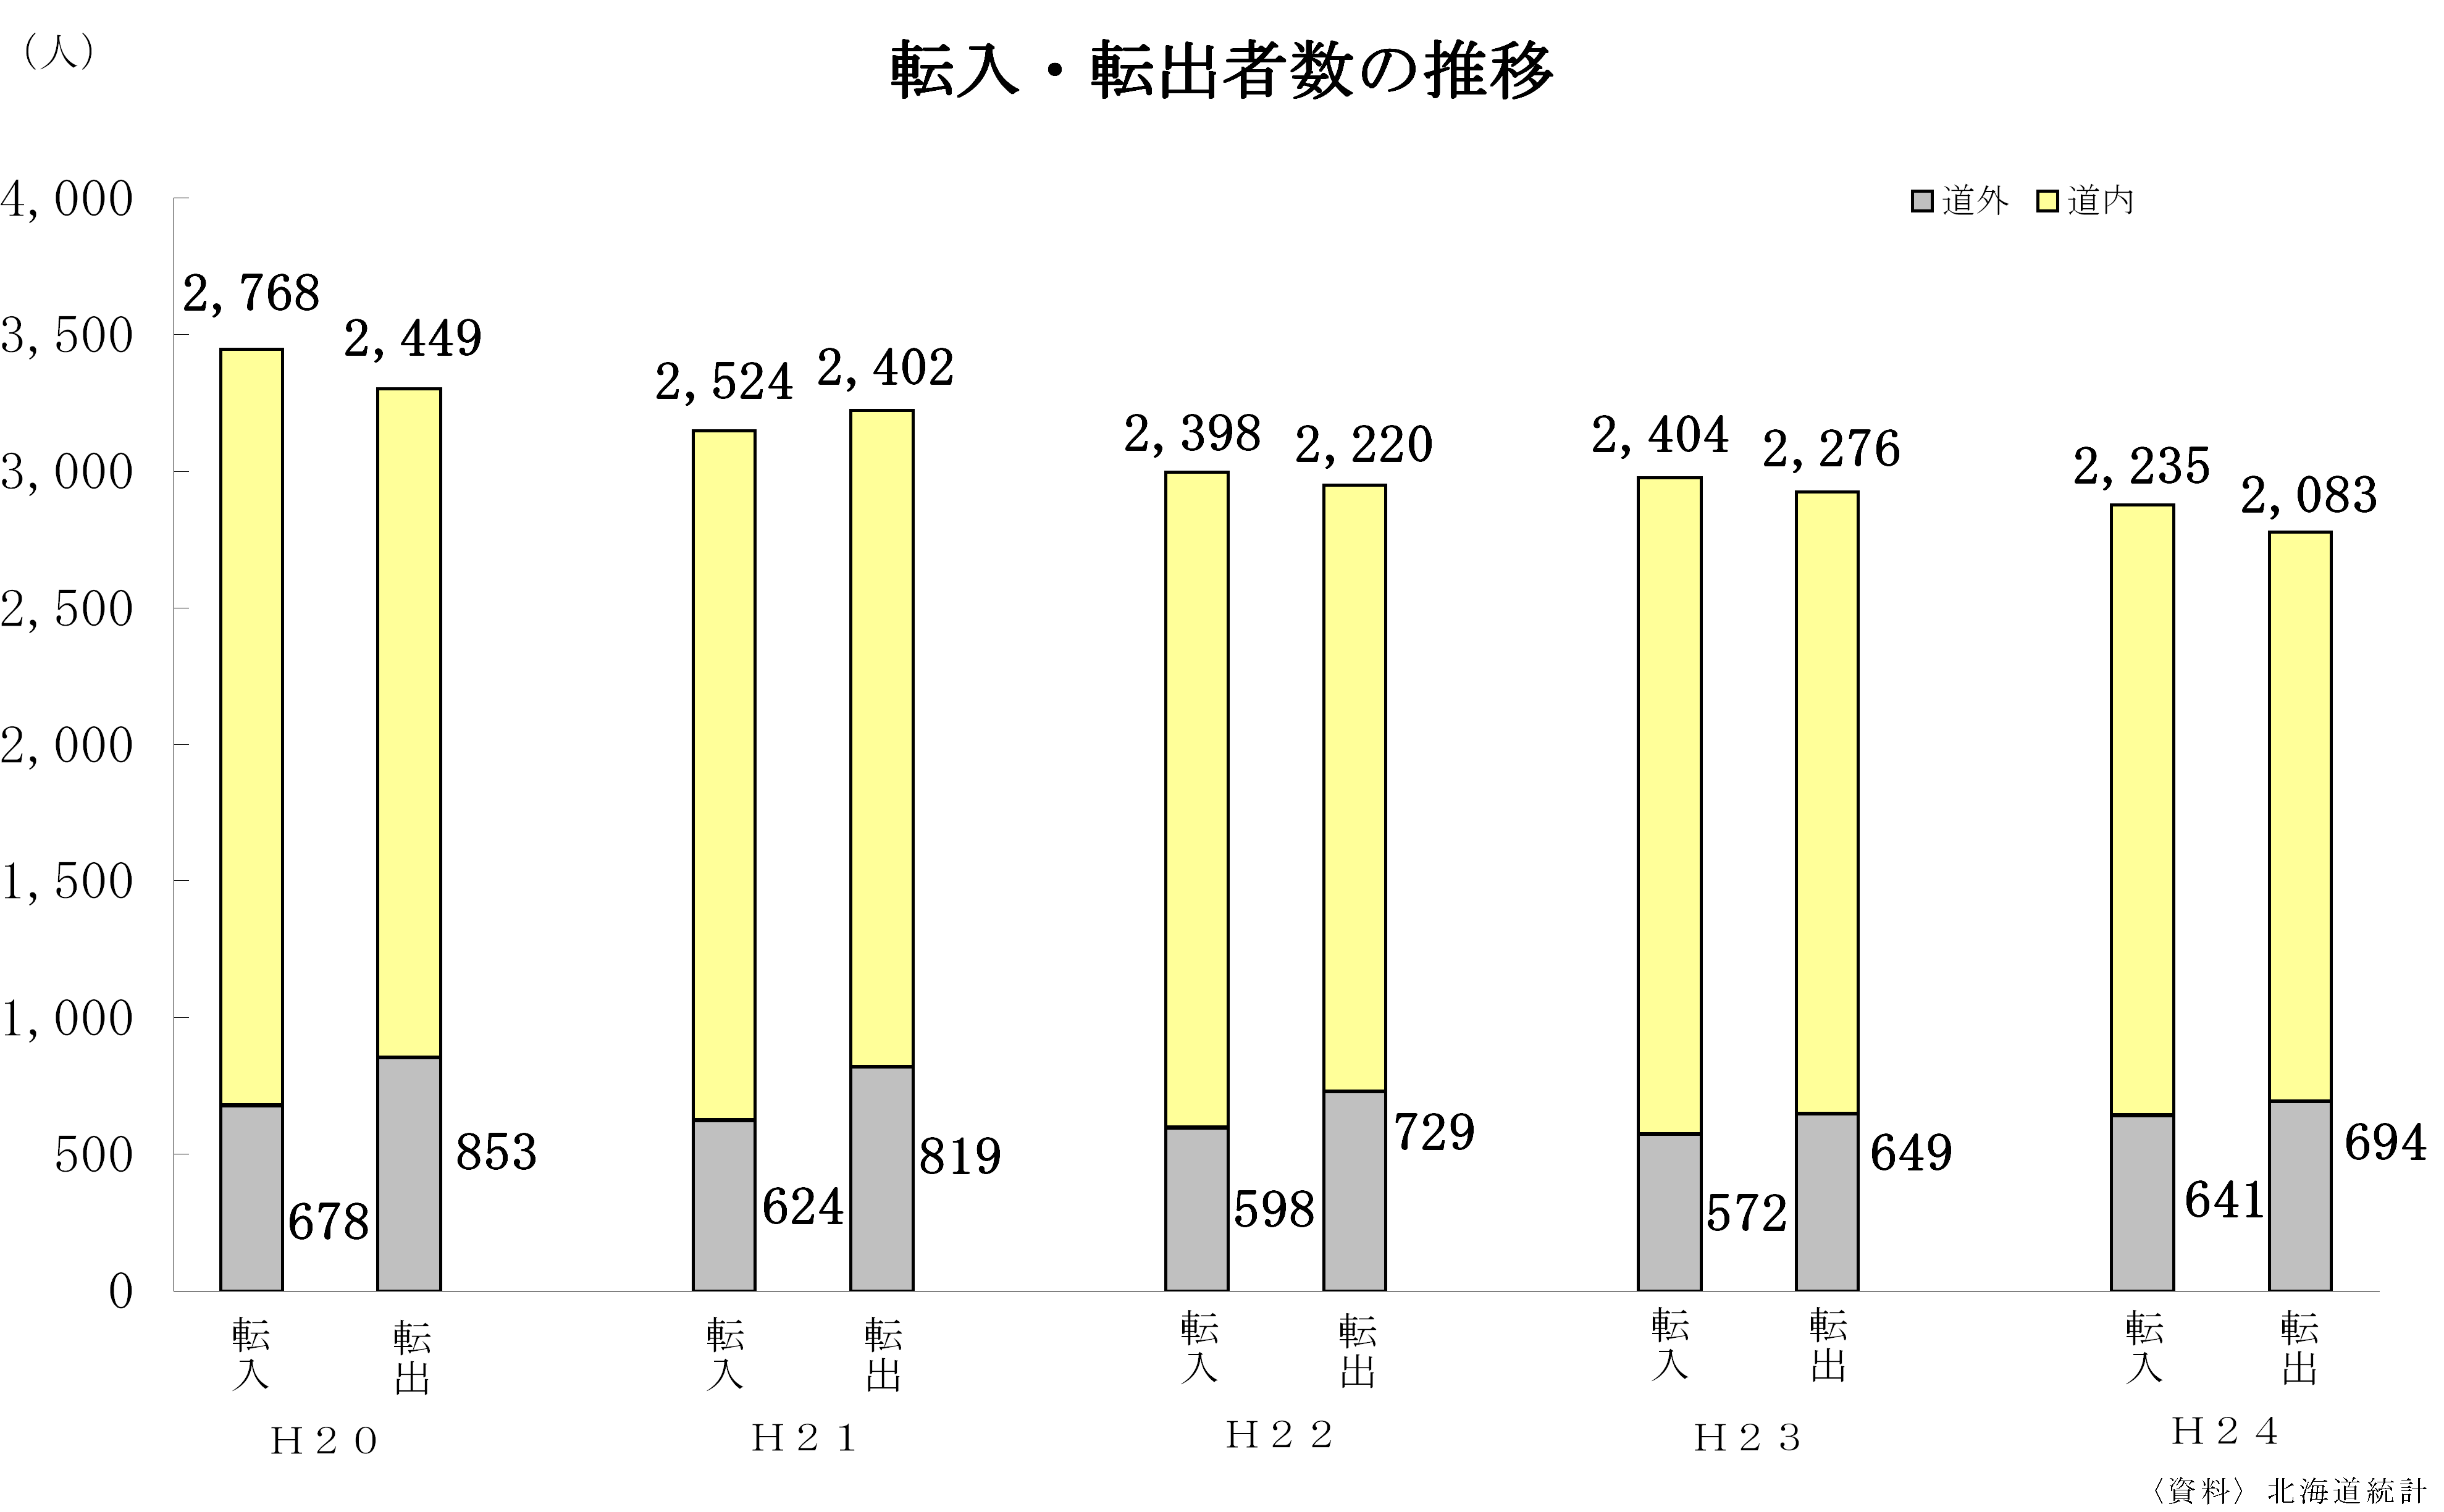 （人）
転入・転出者数の推移
道外 道内
4,000
3,500
3,000
2,500
2,000
1,500
1,000
500
0
2,768 2,449 2,524 2,402 2,398 2,220 2,404 2,276 2,235 2,083
678 853 624 819 598 729 572 649 641 694
転入 転出 転入 転出 転入 転出 転入 転出 転入 転出
Ｈ２０ Ｈ２１ Ｈ２２ Ｈ２３ Ｈ２４
〈資料〉北海道統計